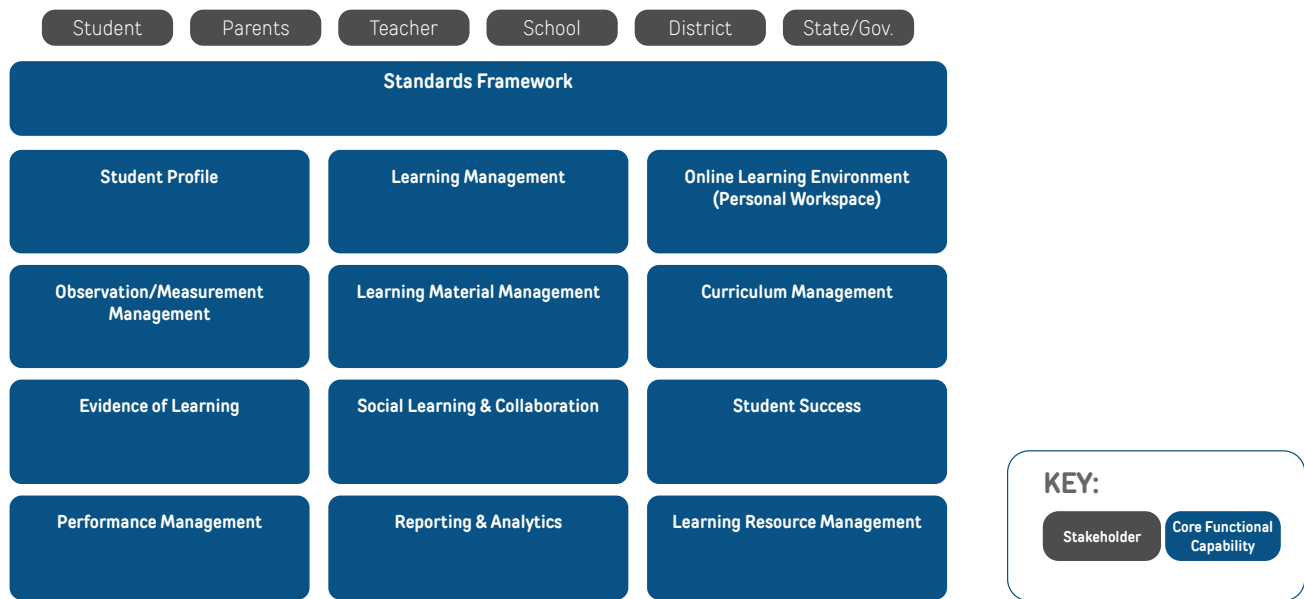 Student
Parents
Teacher
School
District
State/Gov.
Standards Framework
Student Profile
Learning Management
Online Learning Environment
(Personal Workspace)
Observation/Measurement
Management
Learning Material Management
Curriculum Management
Evidence of Learning
Social Learning & Collaboration
Student Success
Performance Management
Reporting & Analytics
Learning Resource Management
KEY:
Stakeholder
Core Functional
Capability